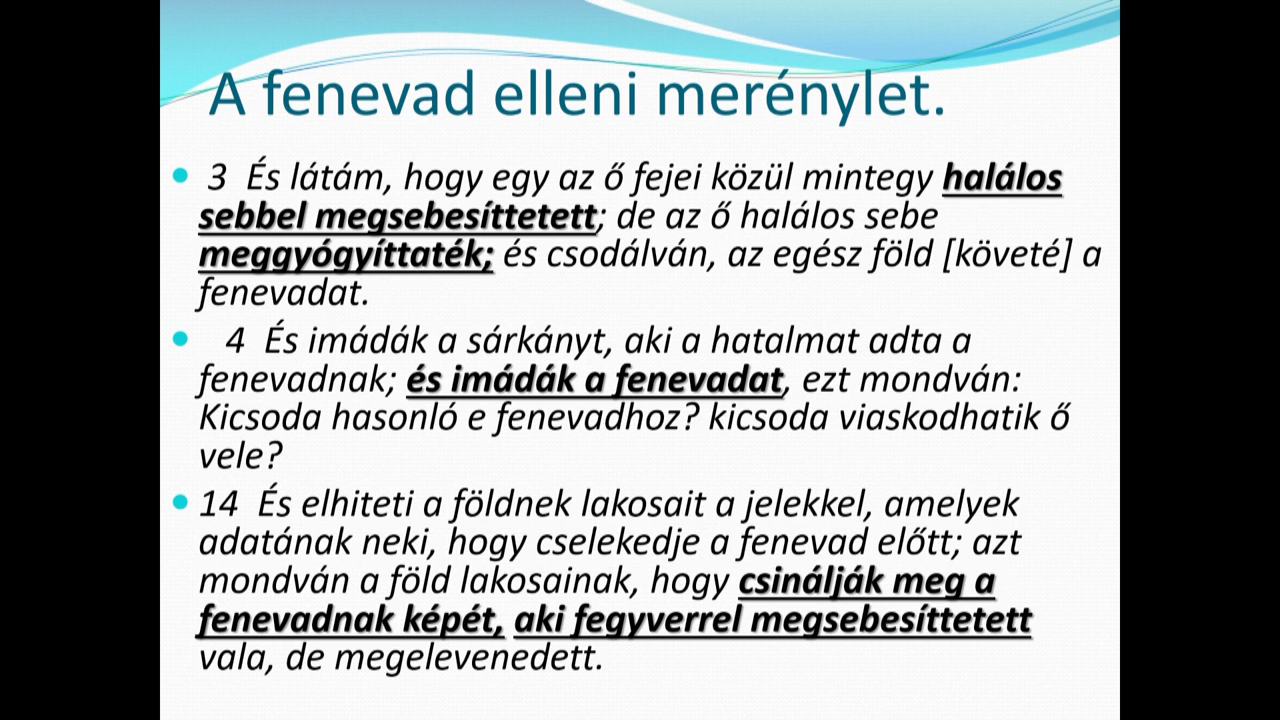 A fenevad elleni merénylet.
• 3 És látám, hogy egy az ő fejei közül mintegy halálos
sebbel megsebesíttetett; de az ő halálos sebe
meggyógyíttaték; és csodálván, az egész föld [követé] a
fenevadat.
• 4 És imádák a sárkányt, aki a hatalmat adta a
fenevadnak; és imádák a fenevadat, ezt mondván:
Kicsoda hasonló e fenevadhoz? kicsoda viaskodhatik ő
vele?
• 14 És elhiteti a földnek lakosait a jelekkel, amelyek
adatának neki, hogy cselekedje a fenevad előtt; azt
mondván a föld lakosainak, hogy csinálják meg a
fenevadnak képét, aki fegyverrel megsebesíttetett
vala, de megelevenedett.